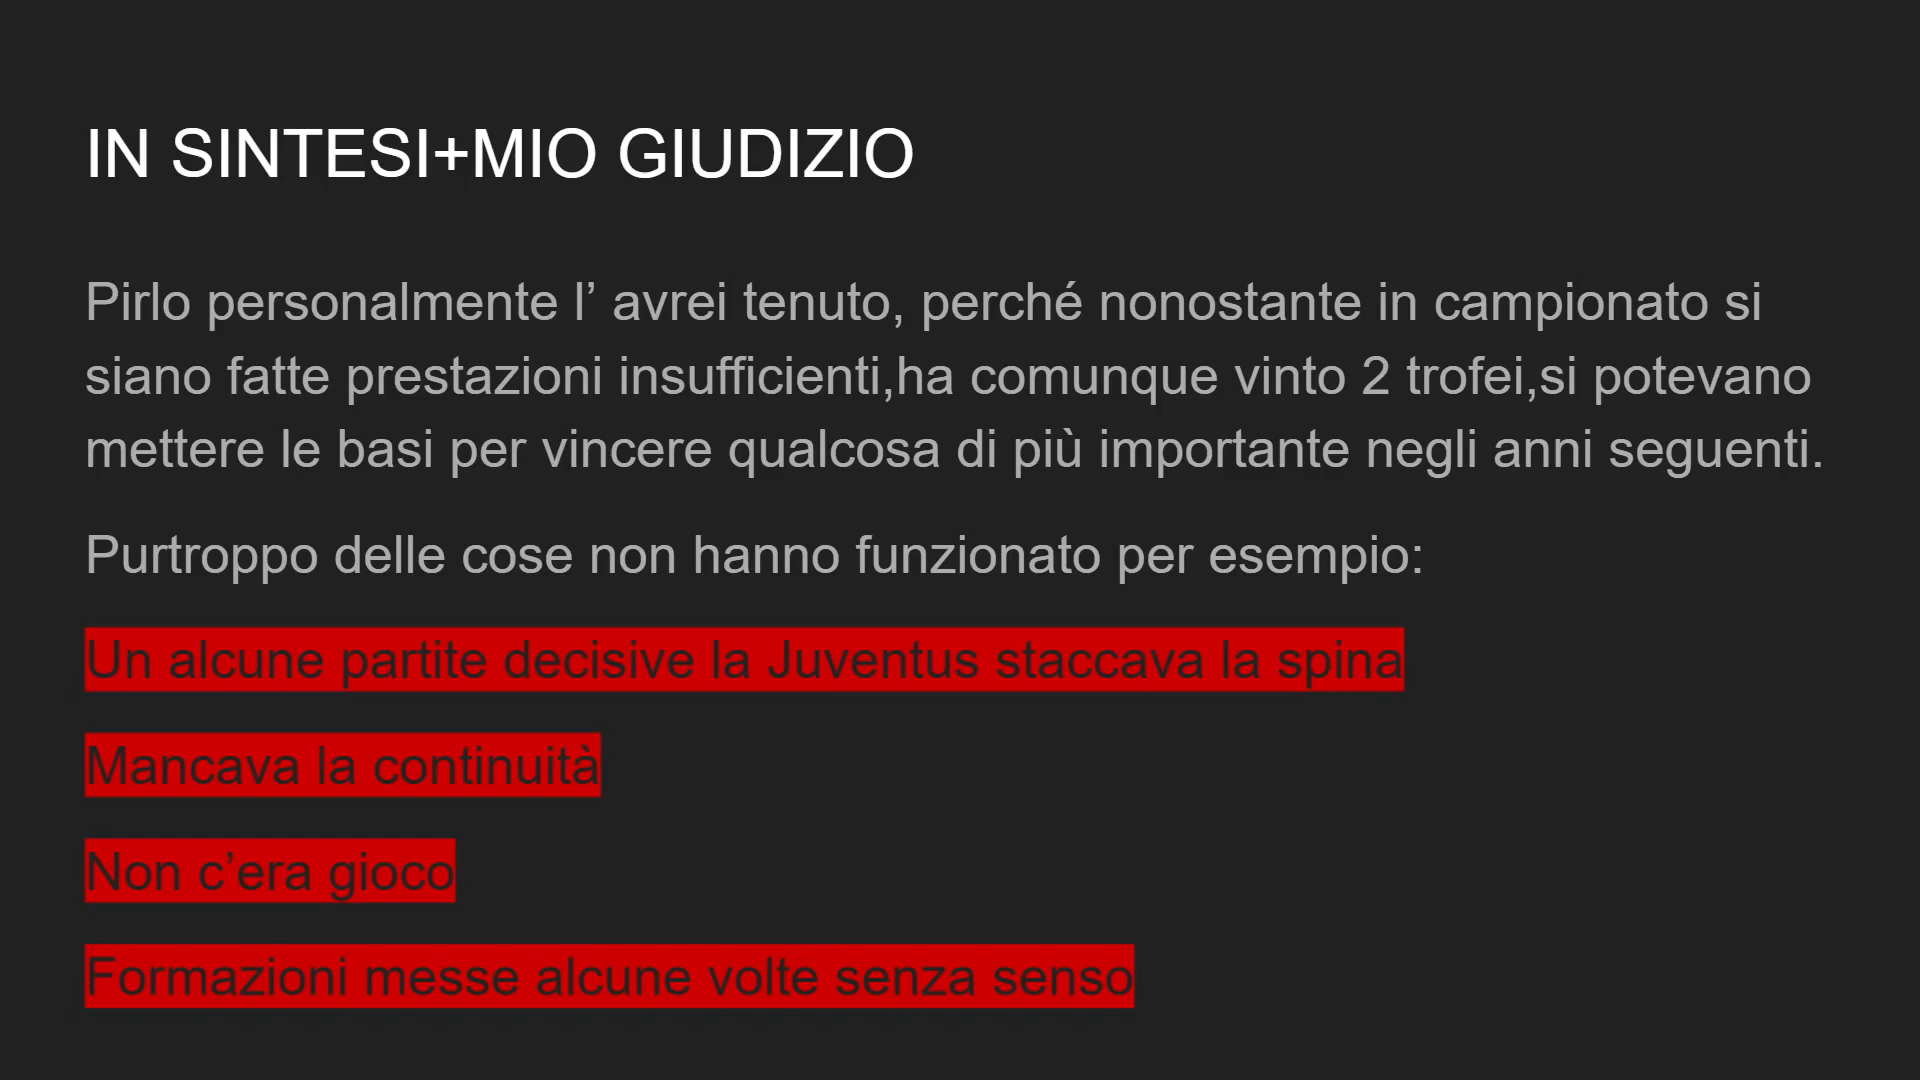 IN SINTESI+MIO GIUDIZIO
Pirlo personalmente l’ avrei tenuto, perché nonostante in campionato si
siano fatte prestazioni insufficienti,ha comunque vinto 2 trofei,si potevano
mettere le basi per vincere qualcosa di più importante negli anni seguenti.
Purtroppo delle cose non hanno funzionato per esempio:
Un alcune partite decisive la Juventus staccava la spina
Mancava la continuità
Non c’era gioco
Formazioni messe alcune volte senza senso